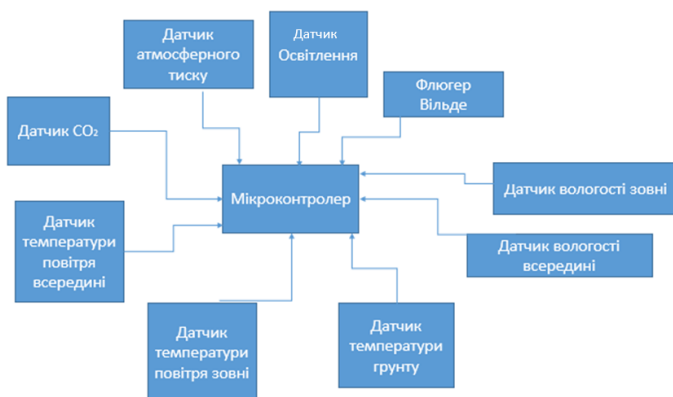 Датчик
атмосферного
тиску
Датчик
Освітлення
Флюгер
Вільде
Датчик CO₂
Мікроконтролер
Датчик вологості зовні
Датчик
температури
повітря
всередині
Датчик вологості
всередині
Датчик
температури
повітря зовні
Датчик
температури
грунту